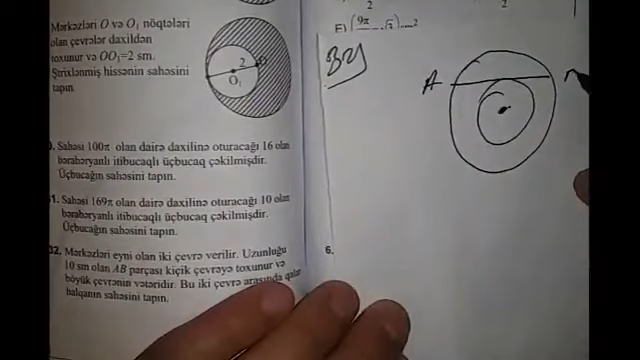 Mərkəzləri O və O₁ nöqtələri
olan çevrələr daxildən
toxunur və OO₁=2 sm.
Ştrixlənmiş hissənin sahəsini
tapın.
2
O
O₁
Sahəsi 100π olan dairə daxilinə oturacağı 16 olan
bərabəryanlı itibucaqlı üçbucaq çəkilmişdir.
Üçbucağın sahəsini tapın.
31. Sahəsi 169π olan dairə daxilinə oturacağı 10 olan
bərabəryanlı itibucaqlı üçbucaq çəkilmişdir.
Üçbucağın sahəsini tapın.
32. Mərkəzləri eyni olan iki çevrə verilir. Uzunluğu
10 sm olan AB parçası kiçik çevrəyə toxunur və
böyük çevrənin vətəridir. Bu iki çevrə arasında qalan
halqanın sahəsini tapın.
A
6.